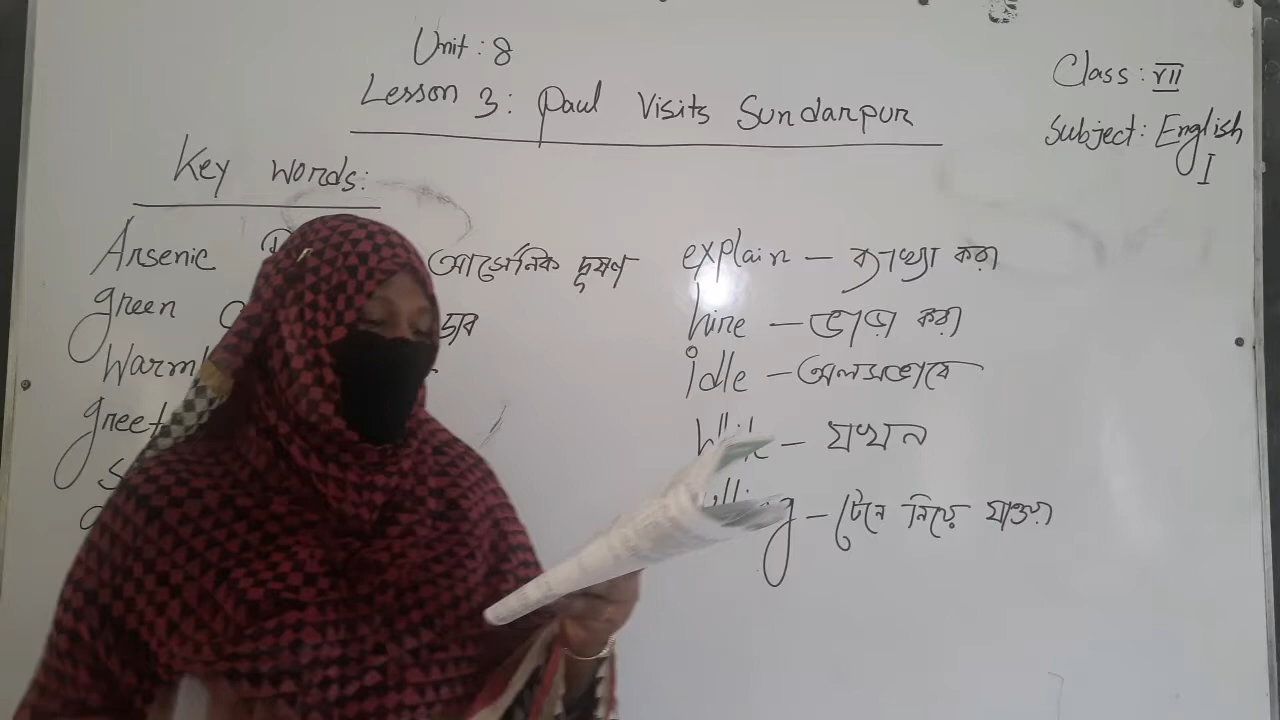 Unit: 8
Lesson 3: Paul Visits Sundarpur
Class: VII
Subject: English
I
Key words:
Arsenic আর্সেনিক দূষণ
green ডাব
Warm
greet
explain – ব্যাখ্যা করা
hire – ভাড়া করা
idle – অলসভাবে
While – যখন
– টেনে নিয়ে যাওয়া